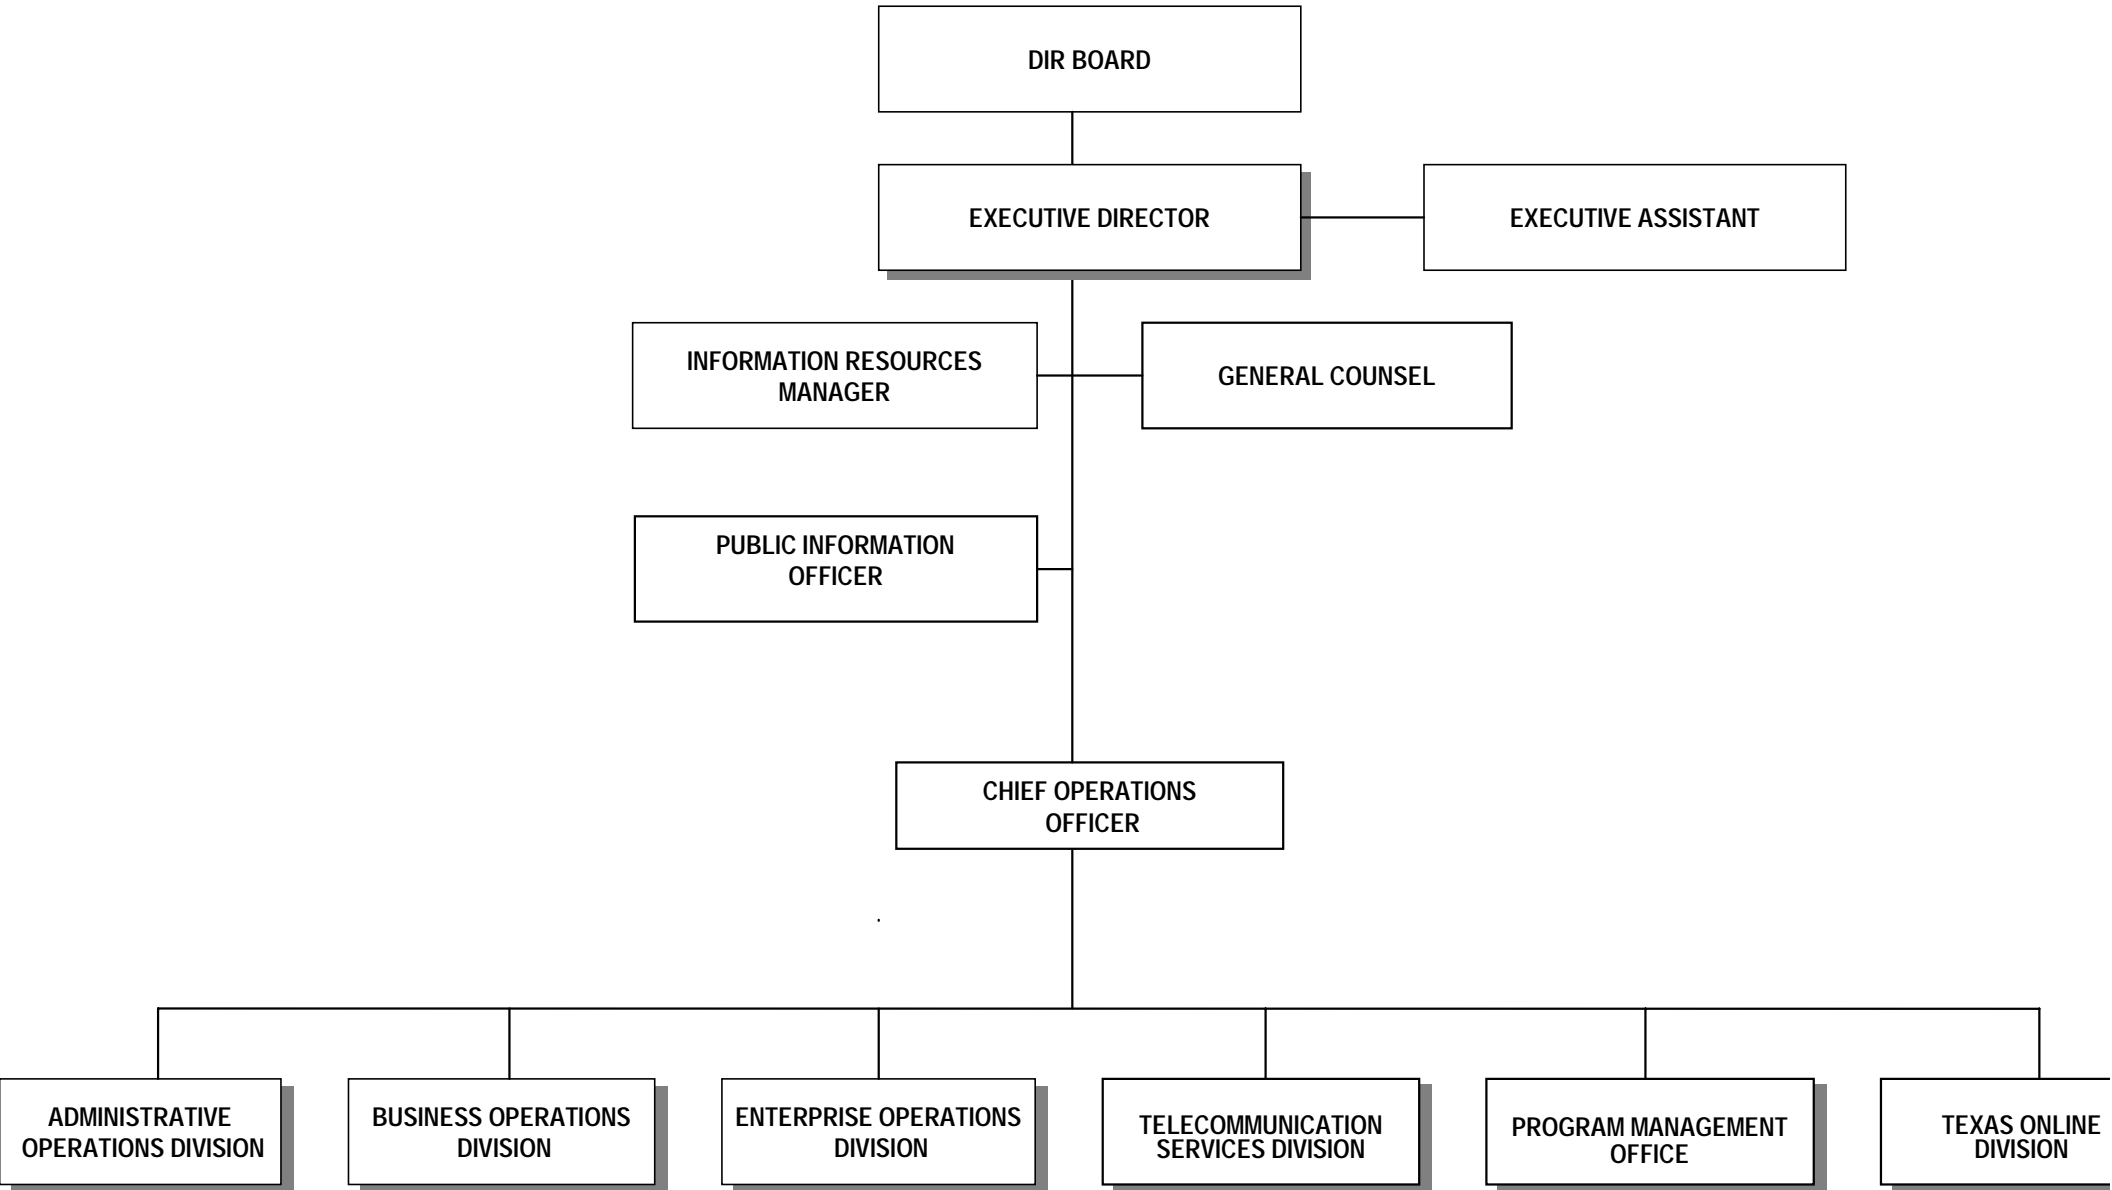 DIR BOARD
EXECUTIVE DIRECTOR
EXECUTIVE ASSISTANT
INFORMATION RESOURCES
MANAGER
GENERAL COUNSEL
PUBLIC INFORMATION
OFFICER
CHIEF OPERATIONS
OFFICER
ADMINISTRATIVE
OPERATIONS DIVISION
BUSINESS OPERATIONS
DIVISION
ENTERPRISE OPERATIONS
DIVISION
TELECOMMUNICATION
SERVICES DIVISION
PROGRAM MANAGEMENT
OFFICE
TEXAS ONLINE
DIVISION